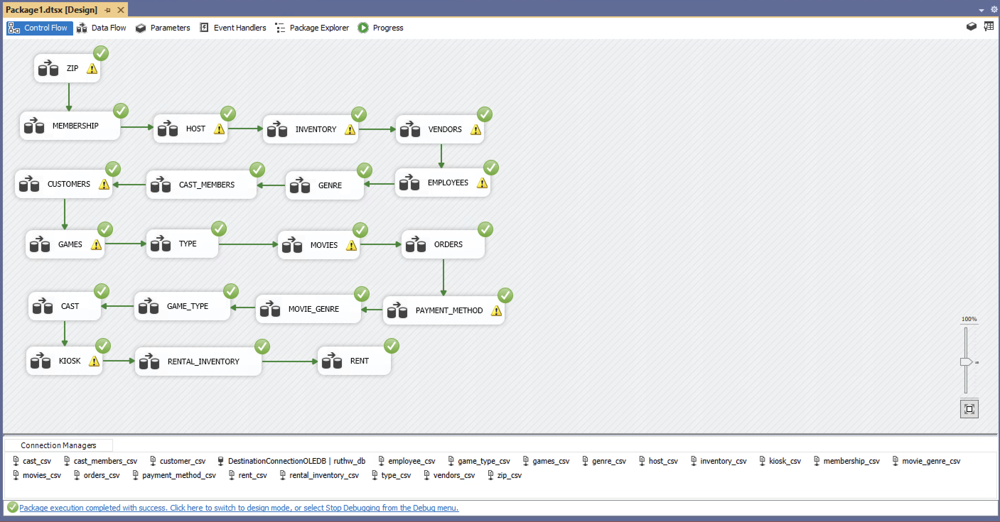 Package1.dtsx [Design]
Control Flow Data Flow Parameters Event Handlers Package Explorer Progress
ZIP
MEMBERSHIP HOST INVENTORY VENDORS
CUSTOMERS CAST_MEMBERS GENRE EMPLOYEES
GAMES TYPE MOVIES ORDERS
CAST GAME_TYPE MOVIE_GENRE PAYMENT_METHOD
100%
KIOSK RENTAL_INVENTORY RENT
Connection Managers
cast_csv cast_members_csv customer_csv DestinationConnectionOLEDB | ruthw_db employee_csv game_type_csv games_csv genre_csv host_csv inventory_csv kiosk_csv membership_csv movie_genre_csv
movies_csv orders_csv payment_method_csv rent_csv rental_inventory_csv type_csv vendors_csv zip_csv
Package execution completed with success. Click here to switch to design mode, or select Stop Debugging from the Debug menu.